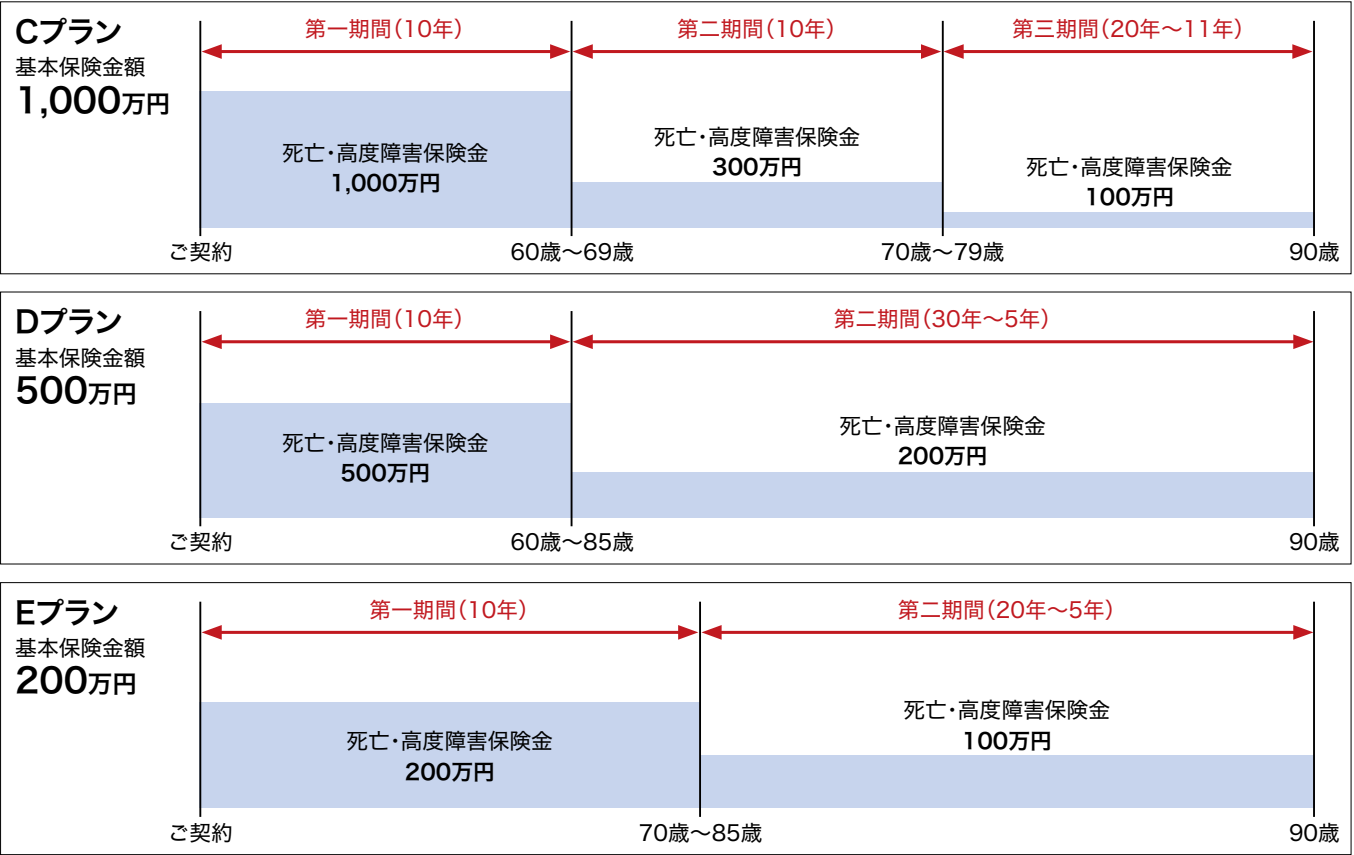 Cプラン
基本保険金額
1,000万円
第一期間(10年)
第二期間(10年)
第三期間(20年〜11年)
死亡・高度障害保険金
1,000万円
死亡・高度障害保険金
300万円
死亡・高度障害保険金
100万円
ご契約
60歳〜69歳
70歳〜79歳
90歳
Dプラン
基本保険金額
500万円
第一期間(10年)
第二期間(30年〜5年)
死亡・高度障害保険金
500万円
死亡・高度障害保険金
200万円
ご契約
60歳〜85歳
90歳
Eプラン
基本保険金額
200万円
第一期間(10年)
第二期間(20年〜5年)
死亡・高度障害保険金
200万円
死亡・高度障害保険金
100万円
ご契約
70歳〜85歳
90歳